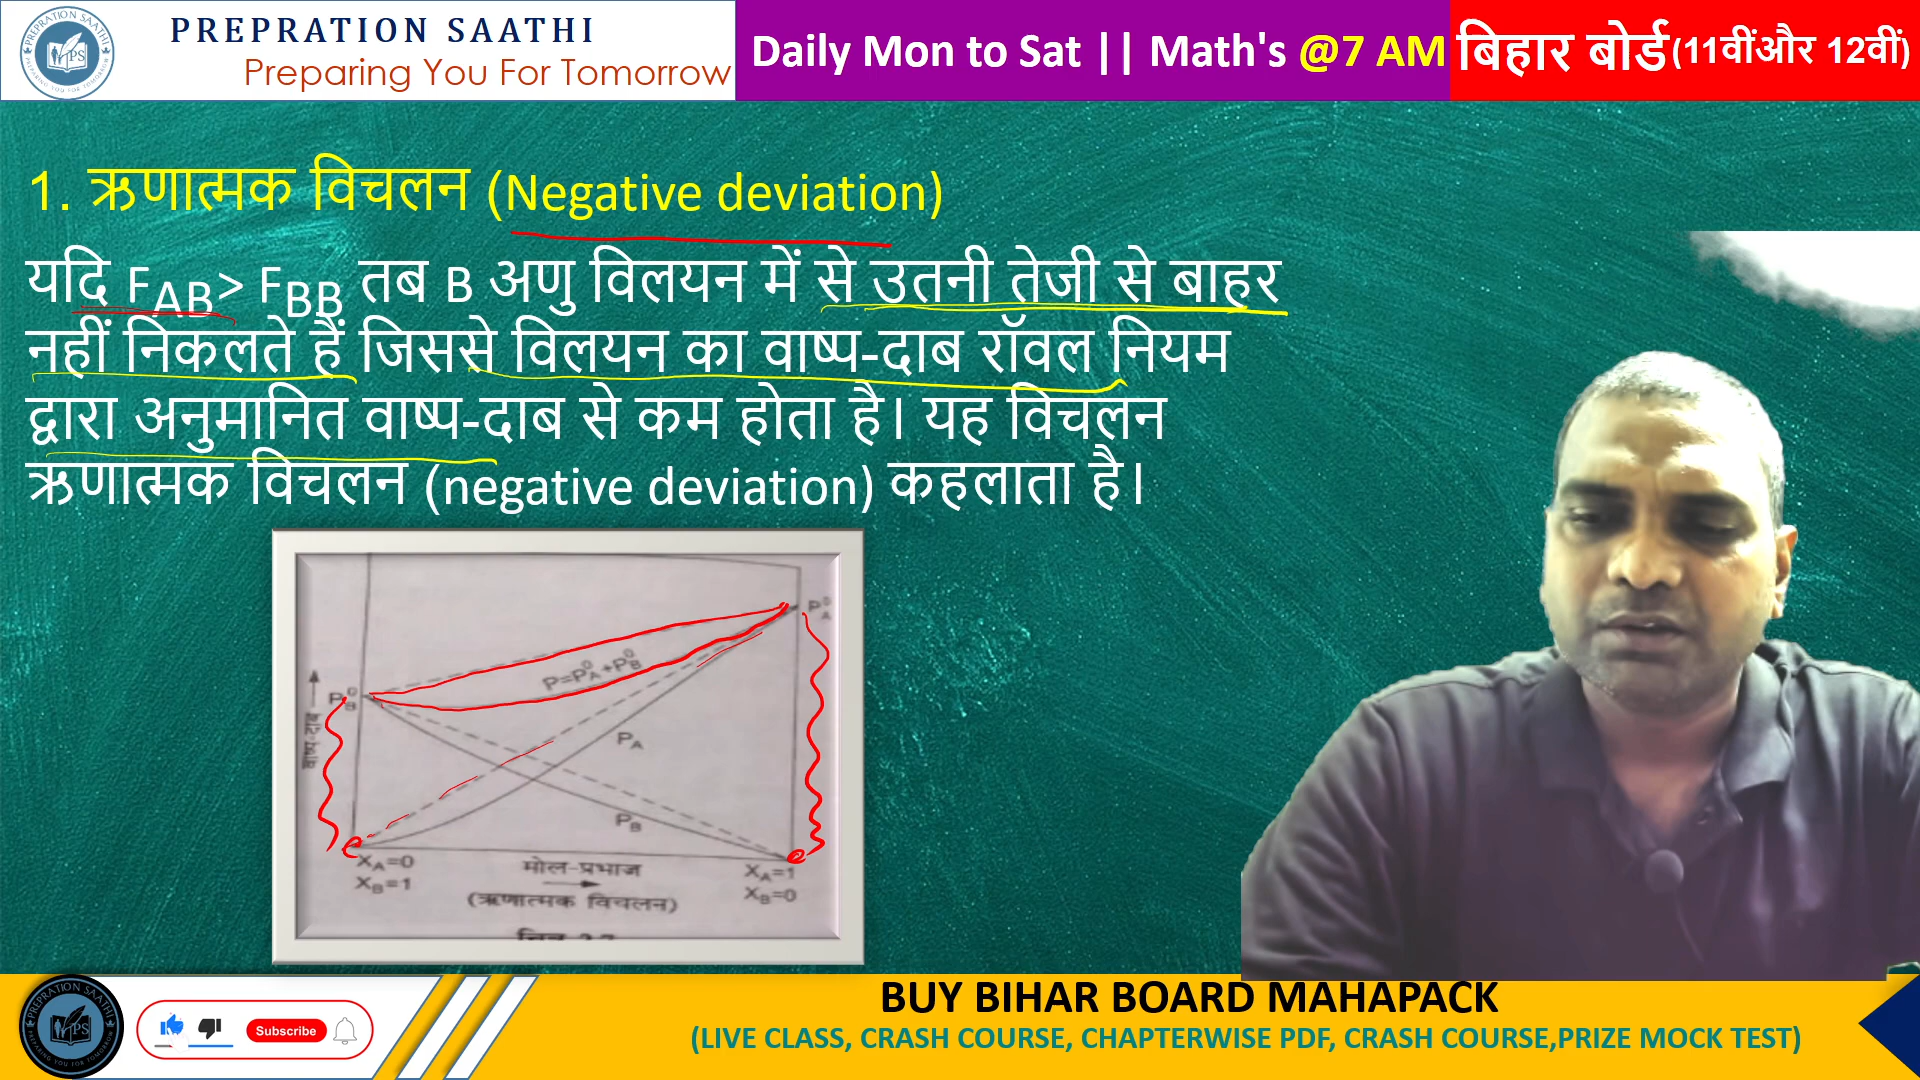 PREPRATION SAATHI
Preparing You For Tomorrow
Daily Mon to Sat || Math's @7 AM
बिहार बोर्ड(11वींऔर 12वीं)
1. ऋणात्मक विचलन (Negative deviation)
यदि FAB> FBB तब B अणु विलयन में से उतनी तेजी से बाहर
नहीं निकलते हैं जिससे विलयन का वाष्प-दाब रॉवल नियम
द्वारा अनुमानित वाष्प-दाब से कम होता है। यह विचलन
ऋणात्मक विचलन (negative deviation) कहलाता है।
P⁰A
P=P⁰A+P⁰B
P⁰B
वाष्प-दाब
PA
PB
XA=0
XB=1
मोल-प्रभाज
XA=1
XB=0
(ऋणात्मक विचलन)
Subscribe
BUY BIHAR BOARD MAHAPACK
(LIVE CLASS, CRASH COURSE, CHAPTERWISE PDF, CRASH COURSE,PRIZE MOCK TEST)